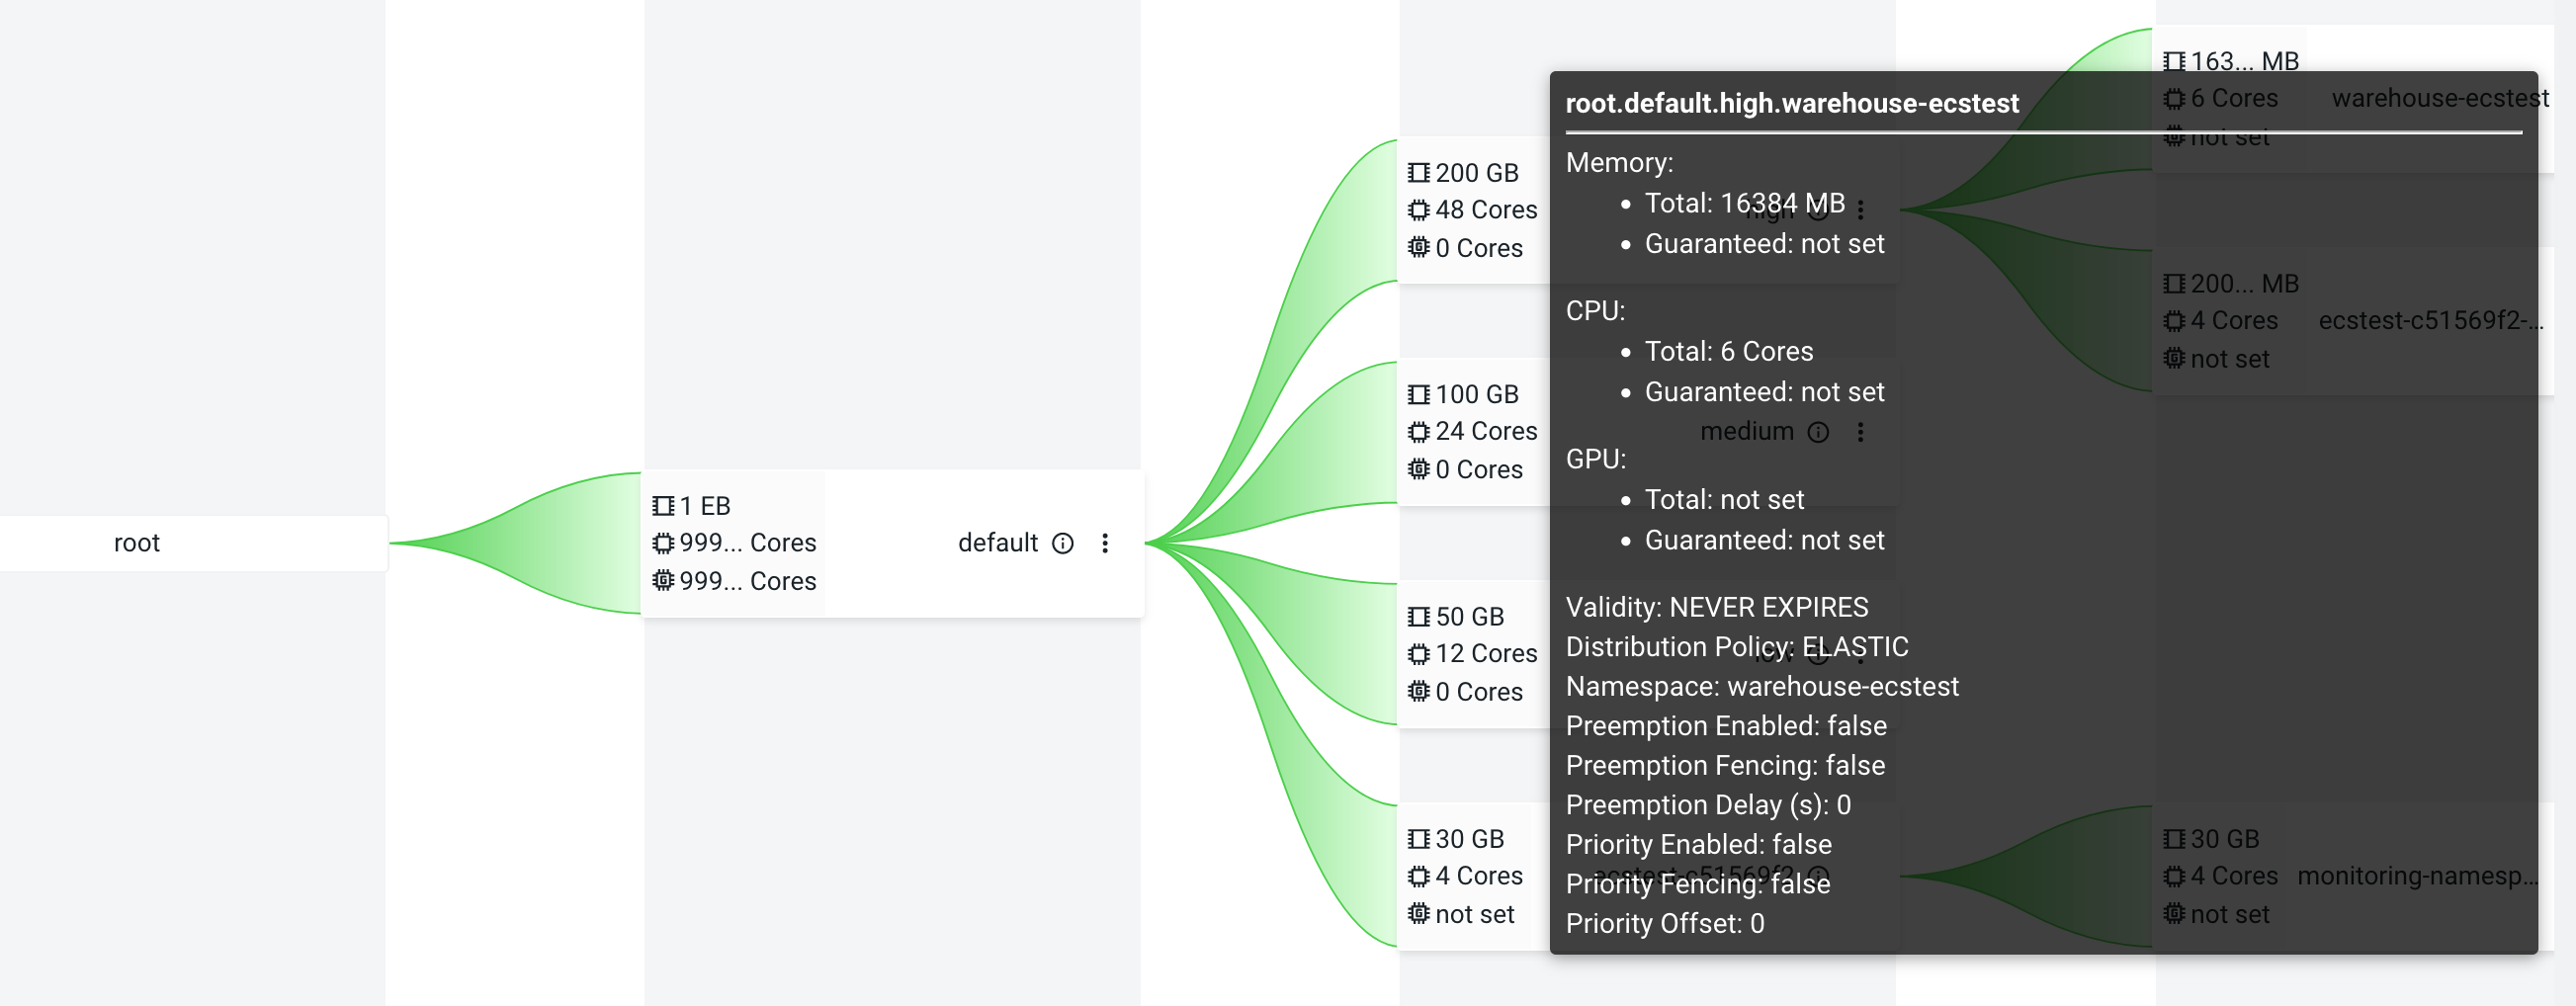 root
1 EB
999... Cores
999... Cores
default
200 GB
48 Cores
0 Cores
high
100 GB
24 Cores
0 Cores
medium
50 GB
12 Cores
0 Cores
low
30 GB
4 Cores
not set
ecstest-c51569f2
163... MB
6 Cores
not set
warehouse-ecstest
200... MB
4 Cores
not set
ecstest-c51569f2-...
30 GB
4 Cores
not set
monitoring-namesp...
root.default.high.warehouse-ecstest
Memory:
• Total: 16384 MB
• Guaranteed: not set
CPU:
• Total: 6 Cores
• Guaranteed: not set
GPU:
• Total: not set
• Guaranteed: not set
Validity: NEVER EXPIRES
Distribution Policy: ELASTIC
Namespace: warehouse-ecstest
Preemption Enabled: false
Preemption Fencing: false
Preemption Delay (s): 0
Priority Enabled: false
Priority Fencing: false
Priority Offset: 0